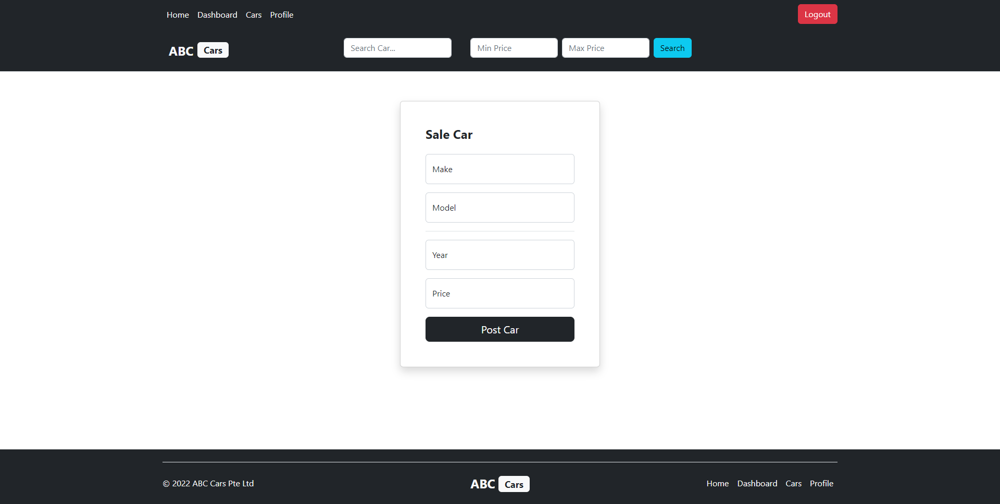 Home Dashboard Cars Profile Logout
ABC Cars Search Car... Min Price Max Price Search
Sale Car
Make
Model
Year
Price
Post Car
© 2022 ABC Cars Pte Ltd ABC Cars Home Dashboard Cars Profile